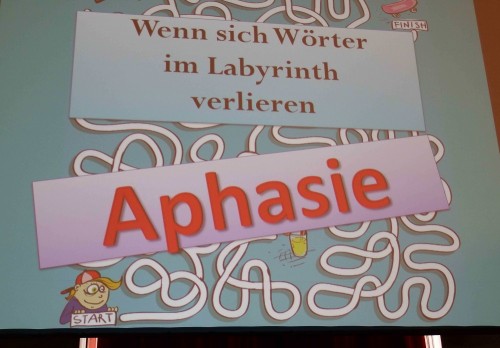 FINISH
Wenn sich Wörter
im Labyrinth
verlieren
Aphasie
START